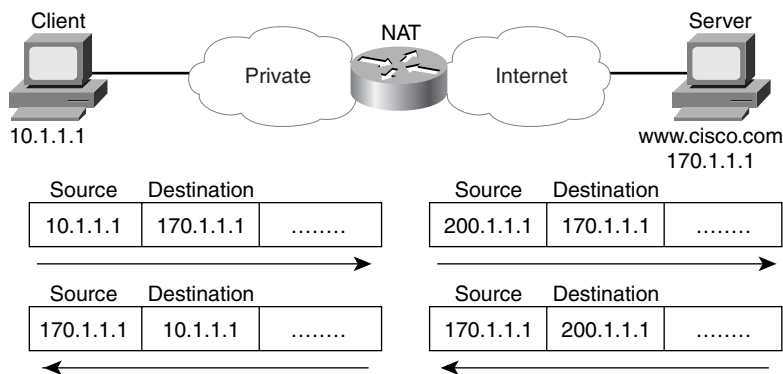 Client
NAT
Server
Private
Internet
10.1.1.1
www.cisco.com
170.1.1.1
Source Destination
10.1.1.1 170.1.1.1 ........
Source Destination
200.1.1.1 170.1.1.1 ........
Source Destination
170.1.1.1 10.1.1.1 ........
Source Destination
170.1.1.1 200.1.1.1 ........